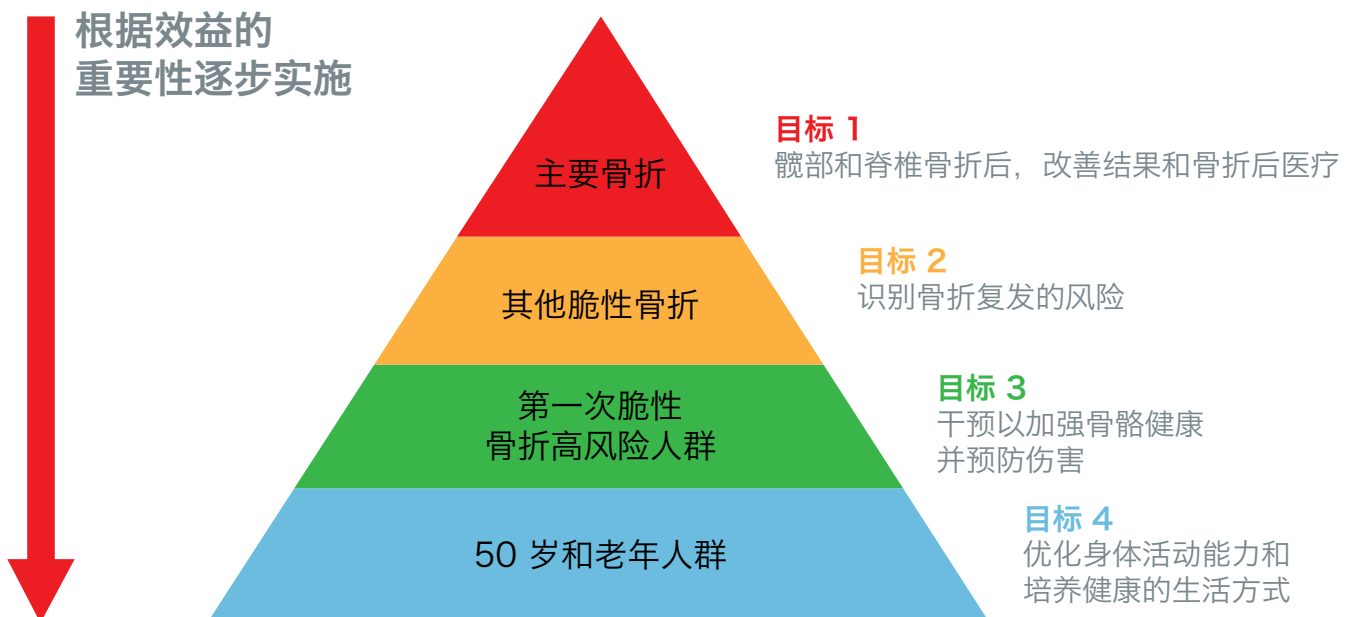 根据效益的
重要性逐步实施
主要骨折
目标 1
髋部和脊椎骨折后，改善结果和骨折后医疗
其他脆性骨折
目标 2
识别骨折复发的风险
第一次脆性
骨折高风险人群
目标 3
干预以加强骨骼健康
并预防伤害
50 岁和老年人群
目标 4
优化身体活动能力和
培养健康的生活方式